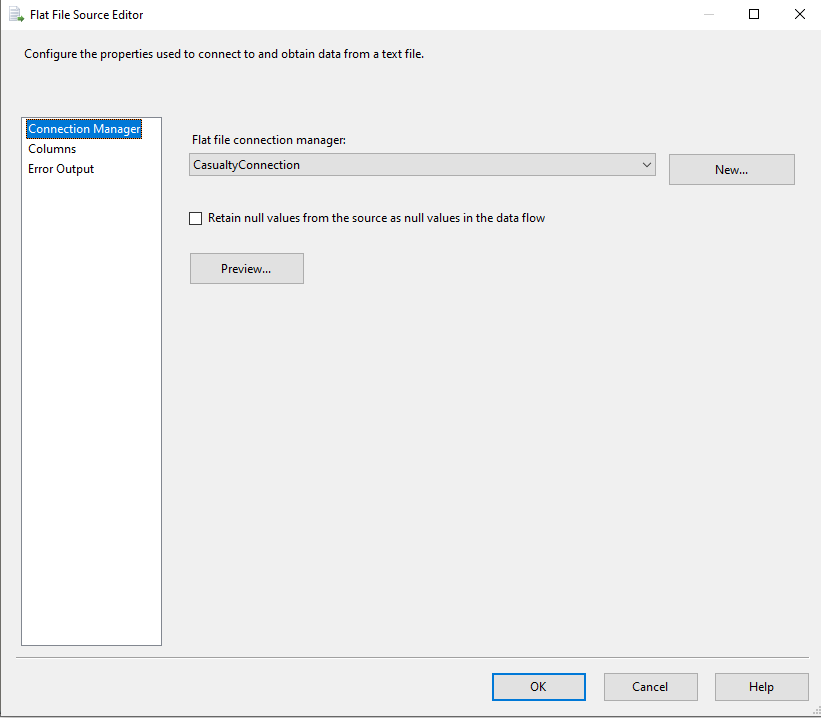 Flat File Source Editor
Configure the properties used to connect to and obtain data from a text file.
Connection Manager
Columns
Error Output
Flat file connection manager:
CasualtyConnection
New...
Retain null values from the source as null values in the data flow
Preview...
OK
Cancel
Help